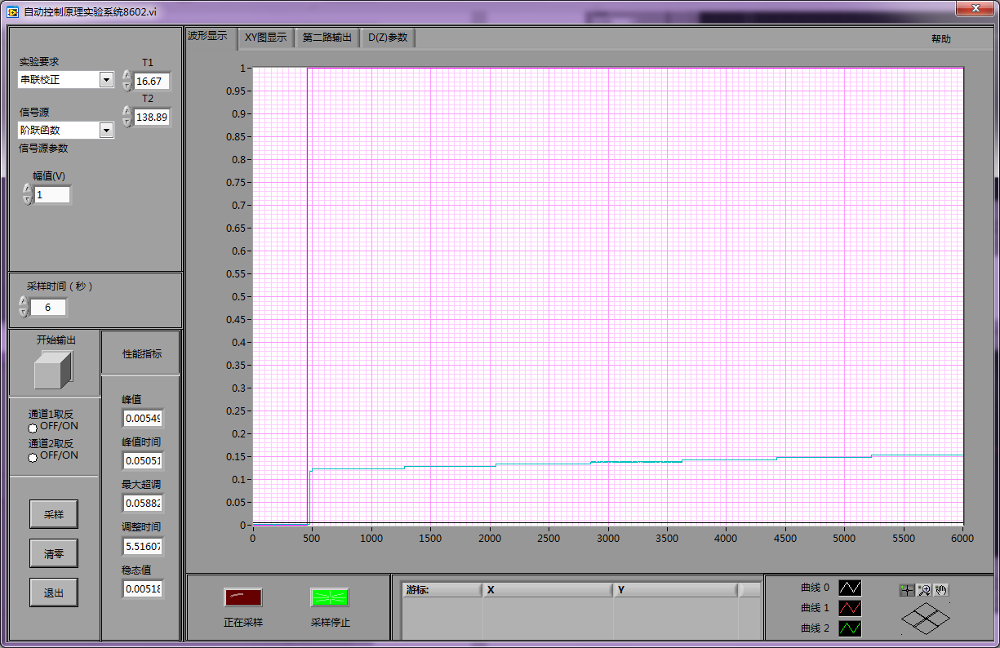 自动控制原理实验系统8602.vi
波形显示
XY图显示
第二路输出
D(Z)参数
帮助
实验要求
串联校正
T1
16.67
T2
138.89
信号源
阶跃函数
信号源参数
幅值(V)
1
采样时间（秒）
6
开始输出
通道1取反
OFF/ON
通道2取反
OFF/ON
采样
清零
退出
性能指标
峰值
0.00549
峰值时间
0.05051
最大超调
0.05882
调整时间
5.51607
稳态值
0.00518
1
0.95
0.9
0.85
0.8
0.75
0.7
0.65
0.6
0.55
0.5
0.45
0.4
0.35
0.3
0.25
0.2
0.15
0.1
0.05
0
0 500 1000 1500 2000 2500 3000 3500 4000 4500 5000 5500 6000
正在采样
采样停止
游标: X Y
曲线 0
曲线 1
曲线 2